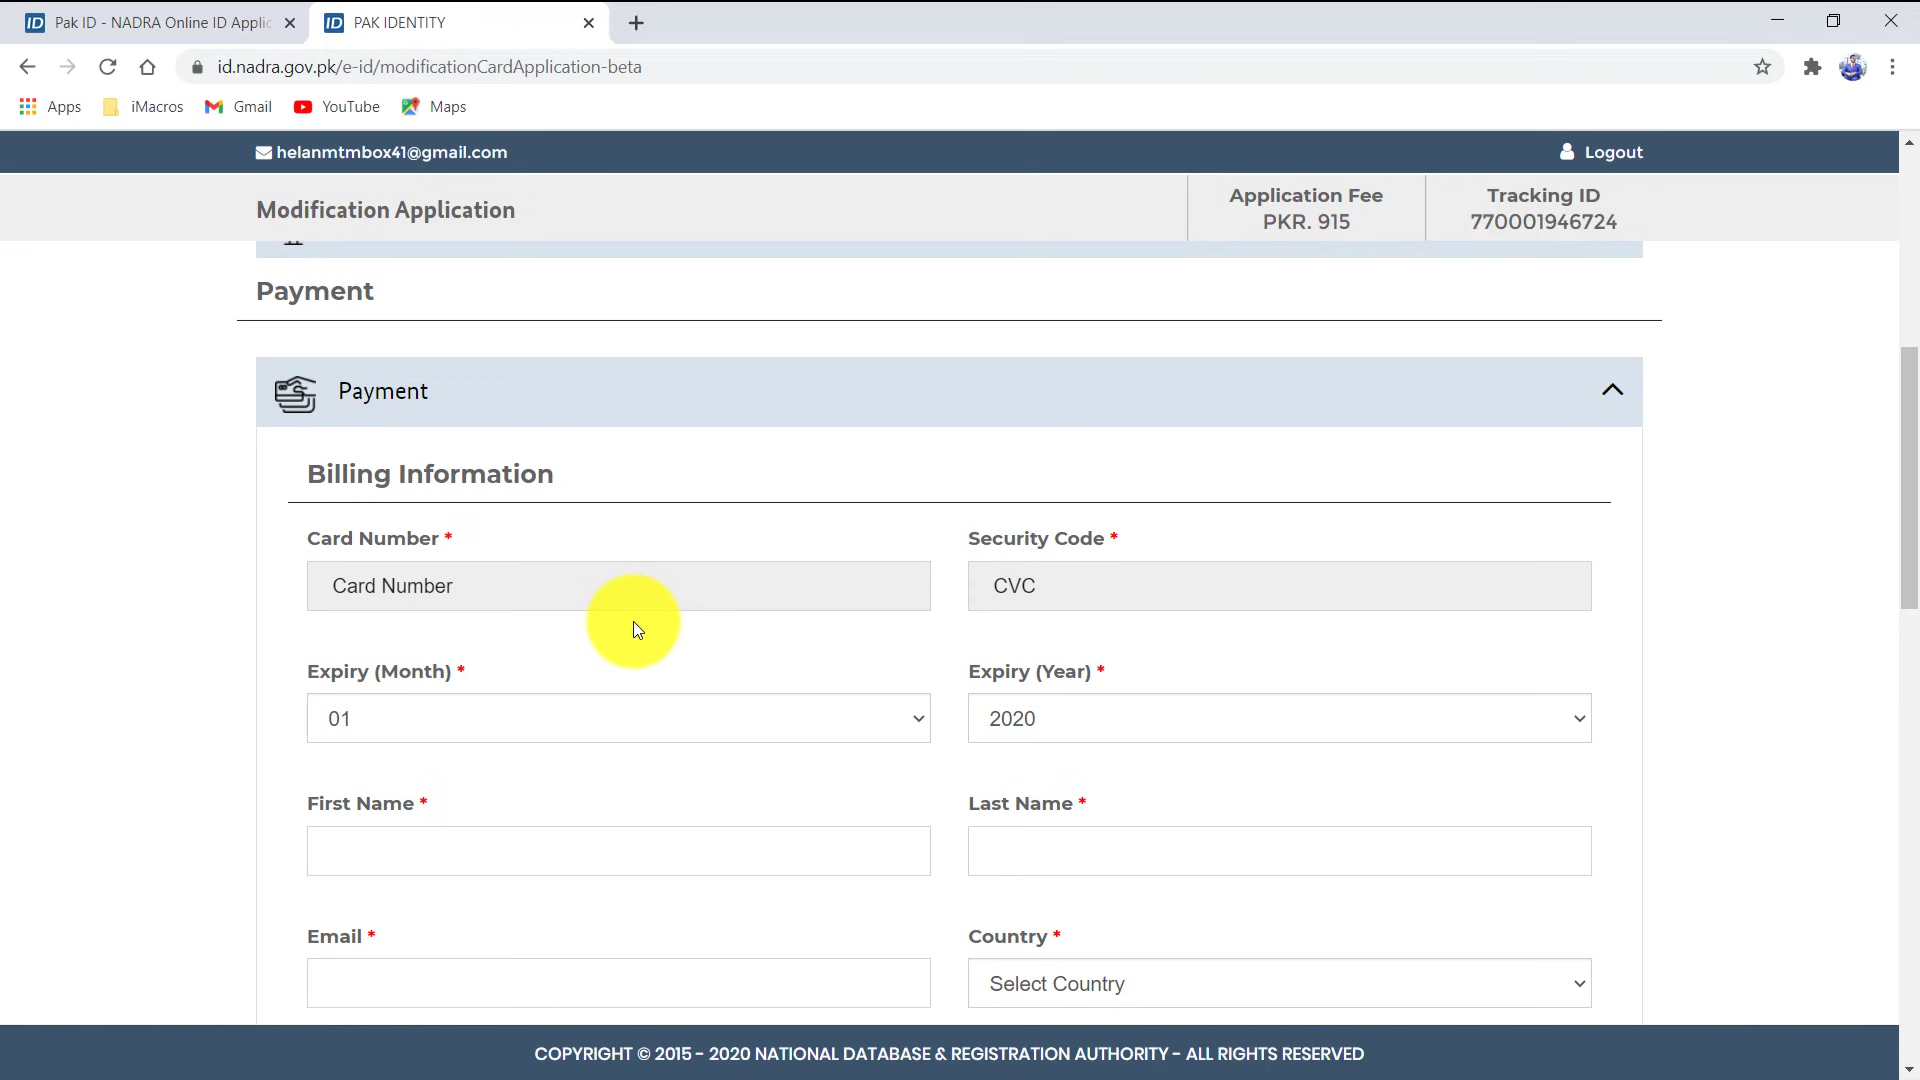 Pak ID - NADRA Online ID Applic
PAK IDENTITY
id.nadra.gov.pk/e-id/modificationCardApplication-beta
Apps
iMacros
Gmail
YouTube
Maps
helanmtmbox41@gmail.com
Logout
Modification Application
Application Fee
PKR. 915
Tracking ID
770001946724
Payment
Payment
Billing Information
Card Number *
Security Code *
Card Number
CVC
Expiry (Month) *
Expiry (Year) *
01
2020
First Name *
Last Name *
Email *
Country *
Select Country
COPYRIGHT © 2015 - 2020 NATIONAL DATABASE & REGISTRATION AUTHORITY - ALL RIGHTS RESERVED